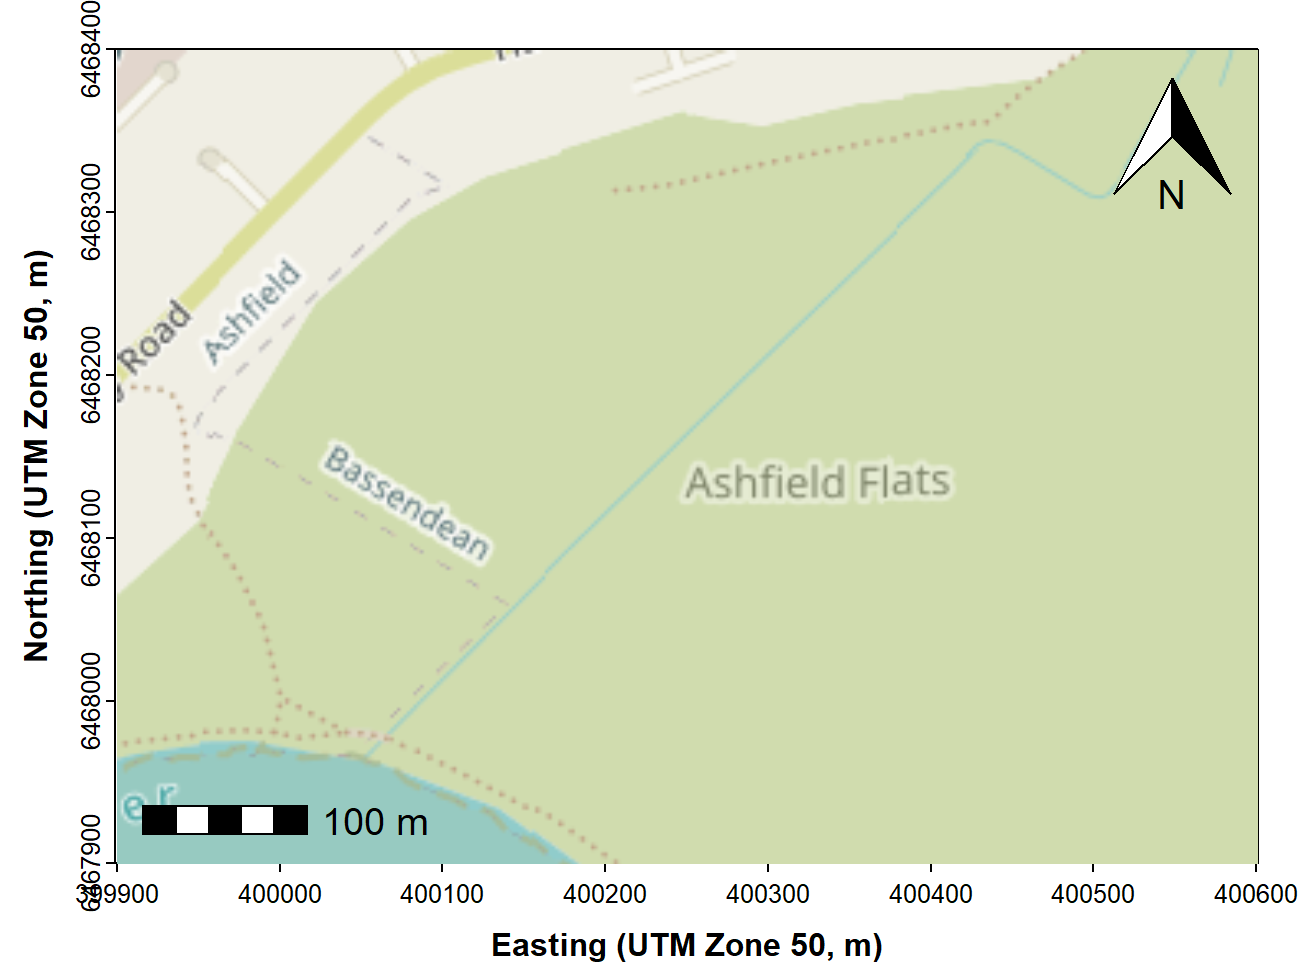 6468400
6468300
6468200
6468100
6468000
Northing (UTM Zone 50, m)
N
Ashfield
Road
Bassendean
Ashfield Flats
er
100 m
399900 400000 400100 400200 400300 400400 400500 400600
Easting (UTM Zone 50, m)